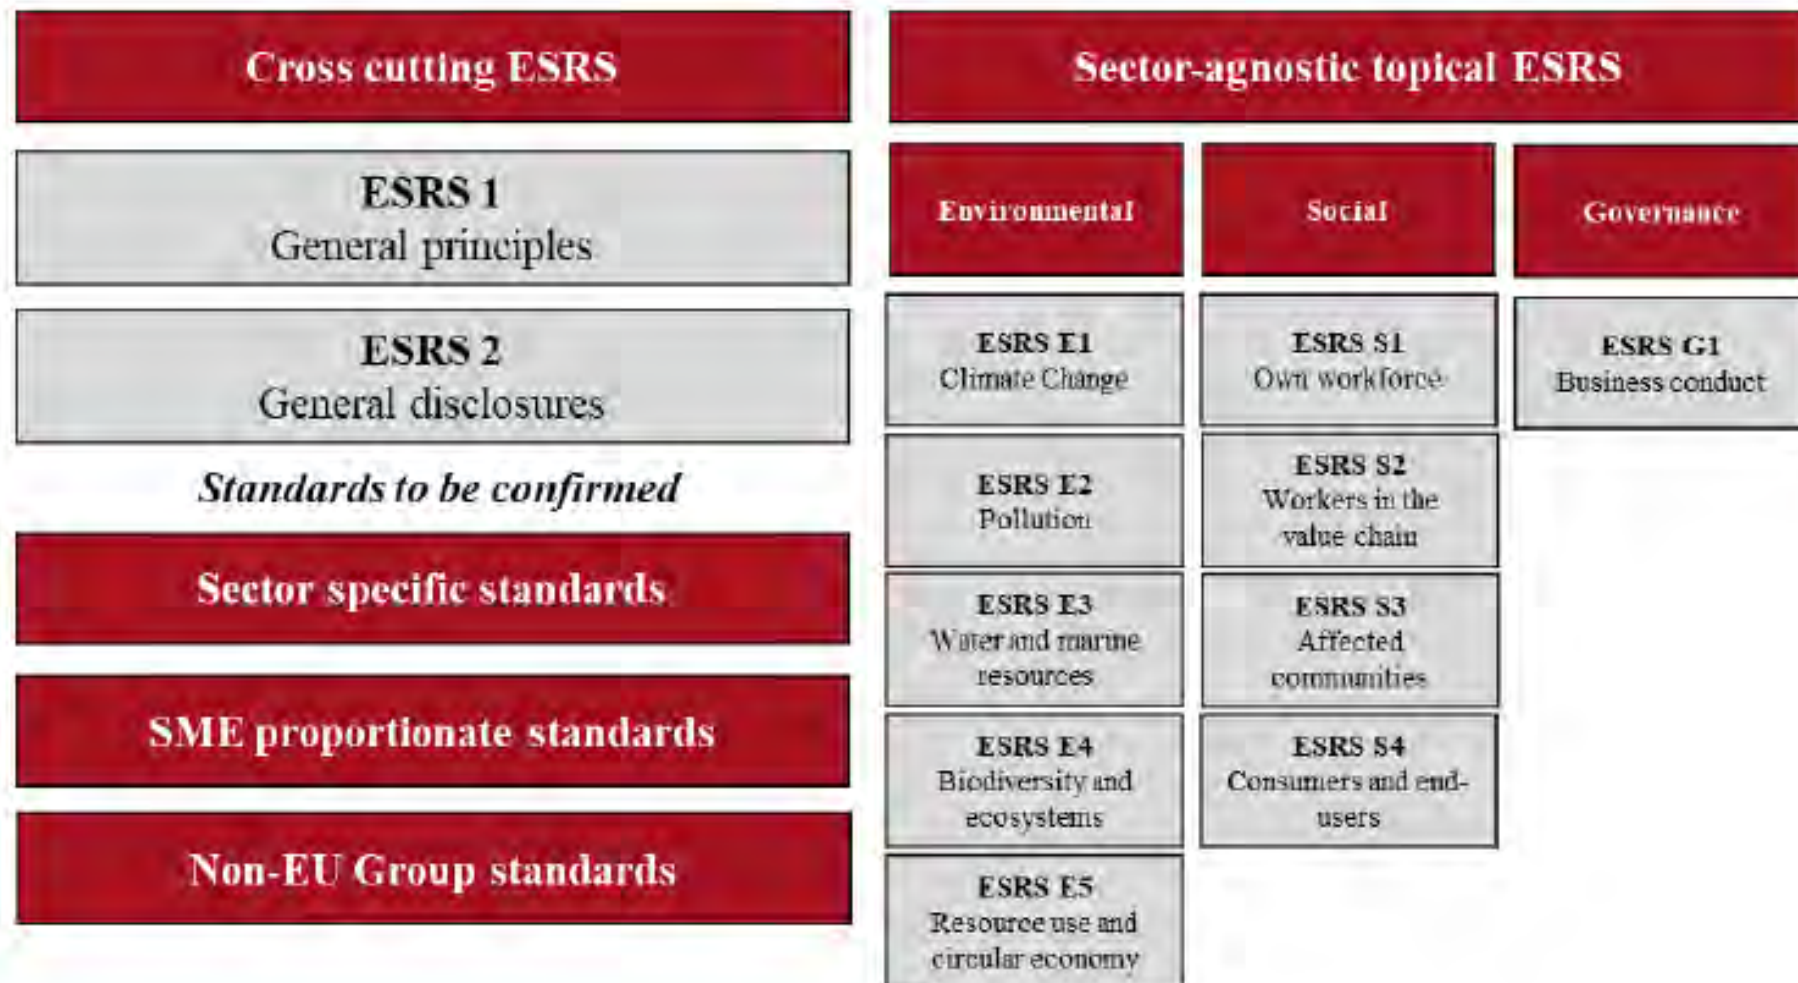 Cross cutting ESRS
ESRS 1
General principles
ESRS 2
General disclosures
Standards to be confirmed
Sector specific standards
SME proportionate standards
Non-EU Group standards
Sector-agnostic topical ESRS
Environmental
Social
Governance
ESRS E1
Climate Change
ESRS S1
Own workforce
ESRS G1
Business conduct
ESRS E2
Pollution
ESRS S2
Workers in the
value chain
ESRS E3
Water and marine
resources
ESRS S3
Affected
communities
ESRS E4
Biodiversity and
ecosystems
ESRS S4
Consumers and end-
users
ESRS E5
Resource use and
circular economy